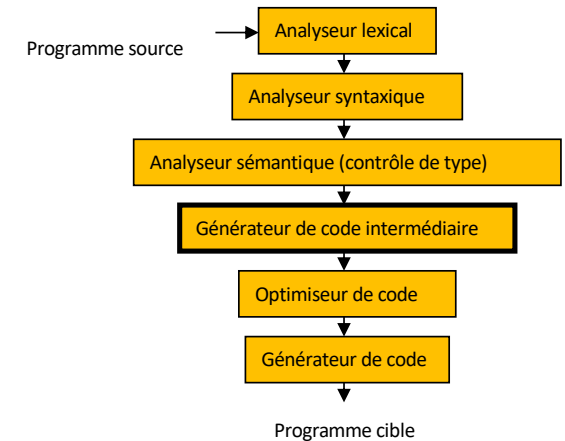 Analyseur lexical
Programme source
Analyseur syntaxique
Analyseur sémantique (contrôle de type)
Générateur de code intermédiaire
Optimiseur de code
Générateur de code
Programme cible